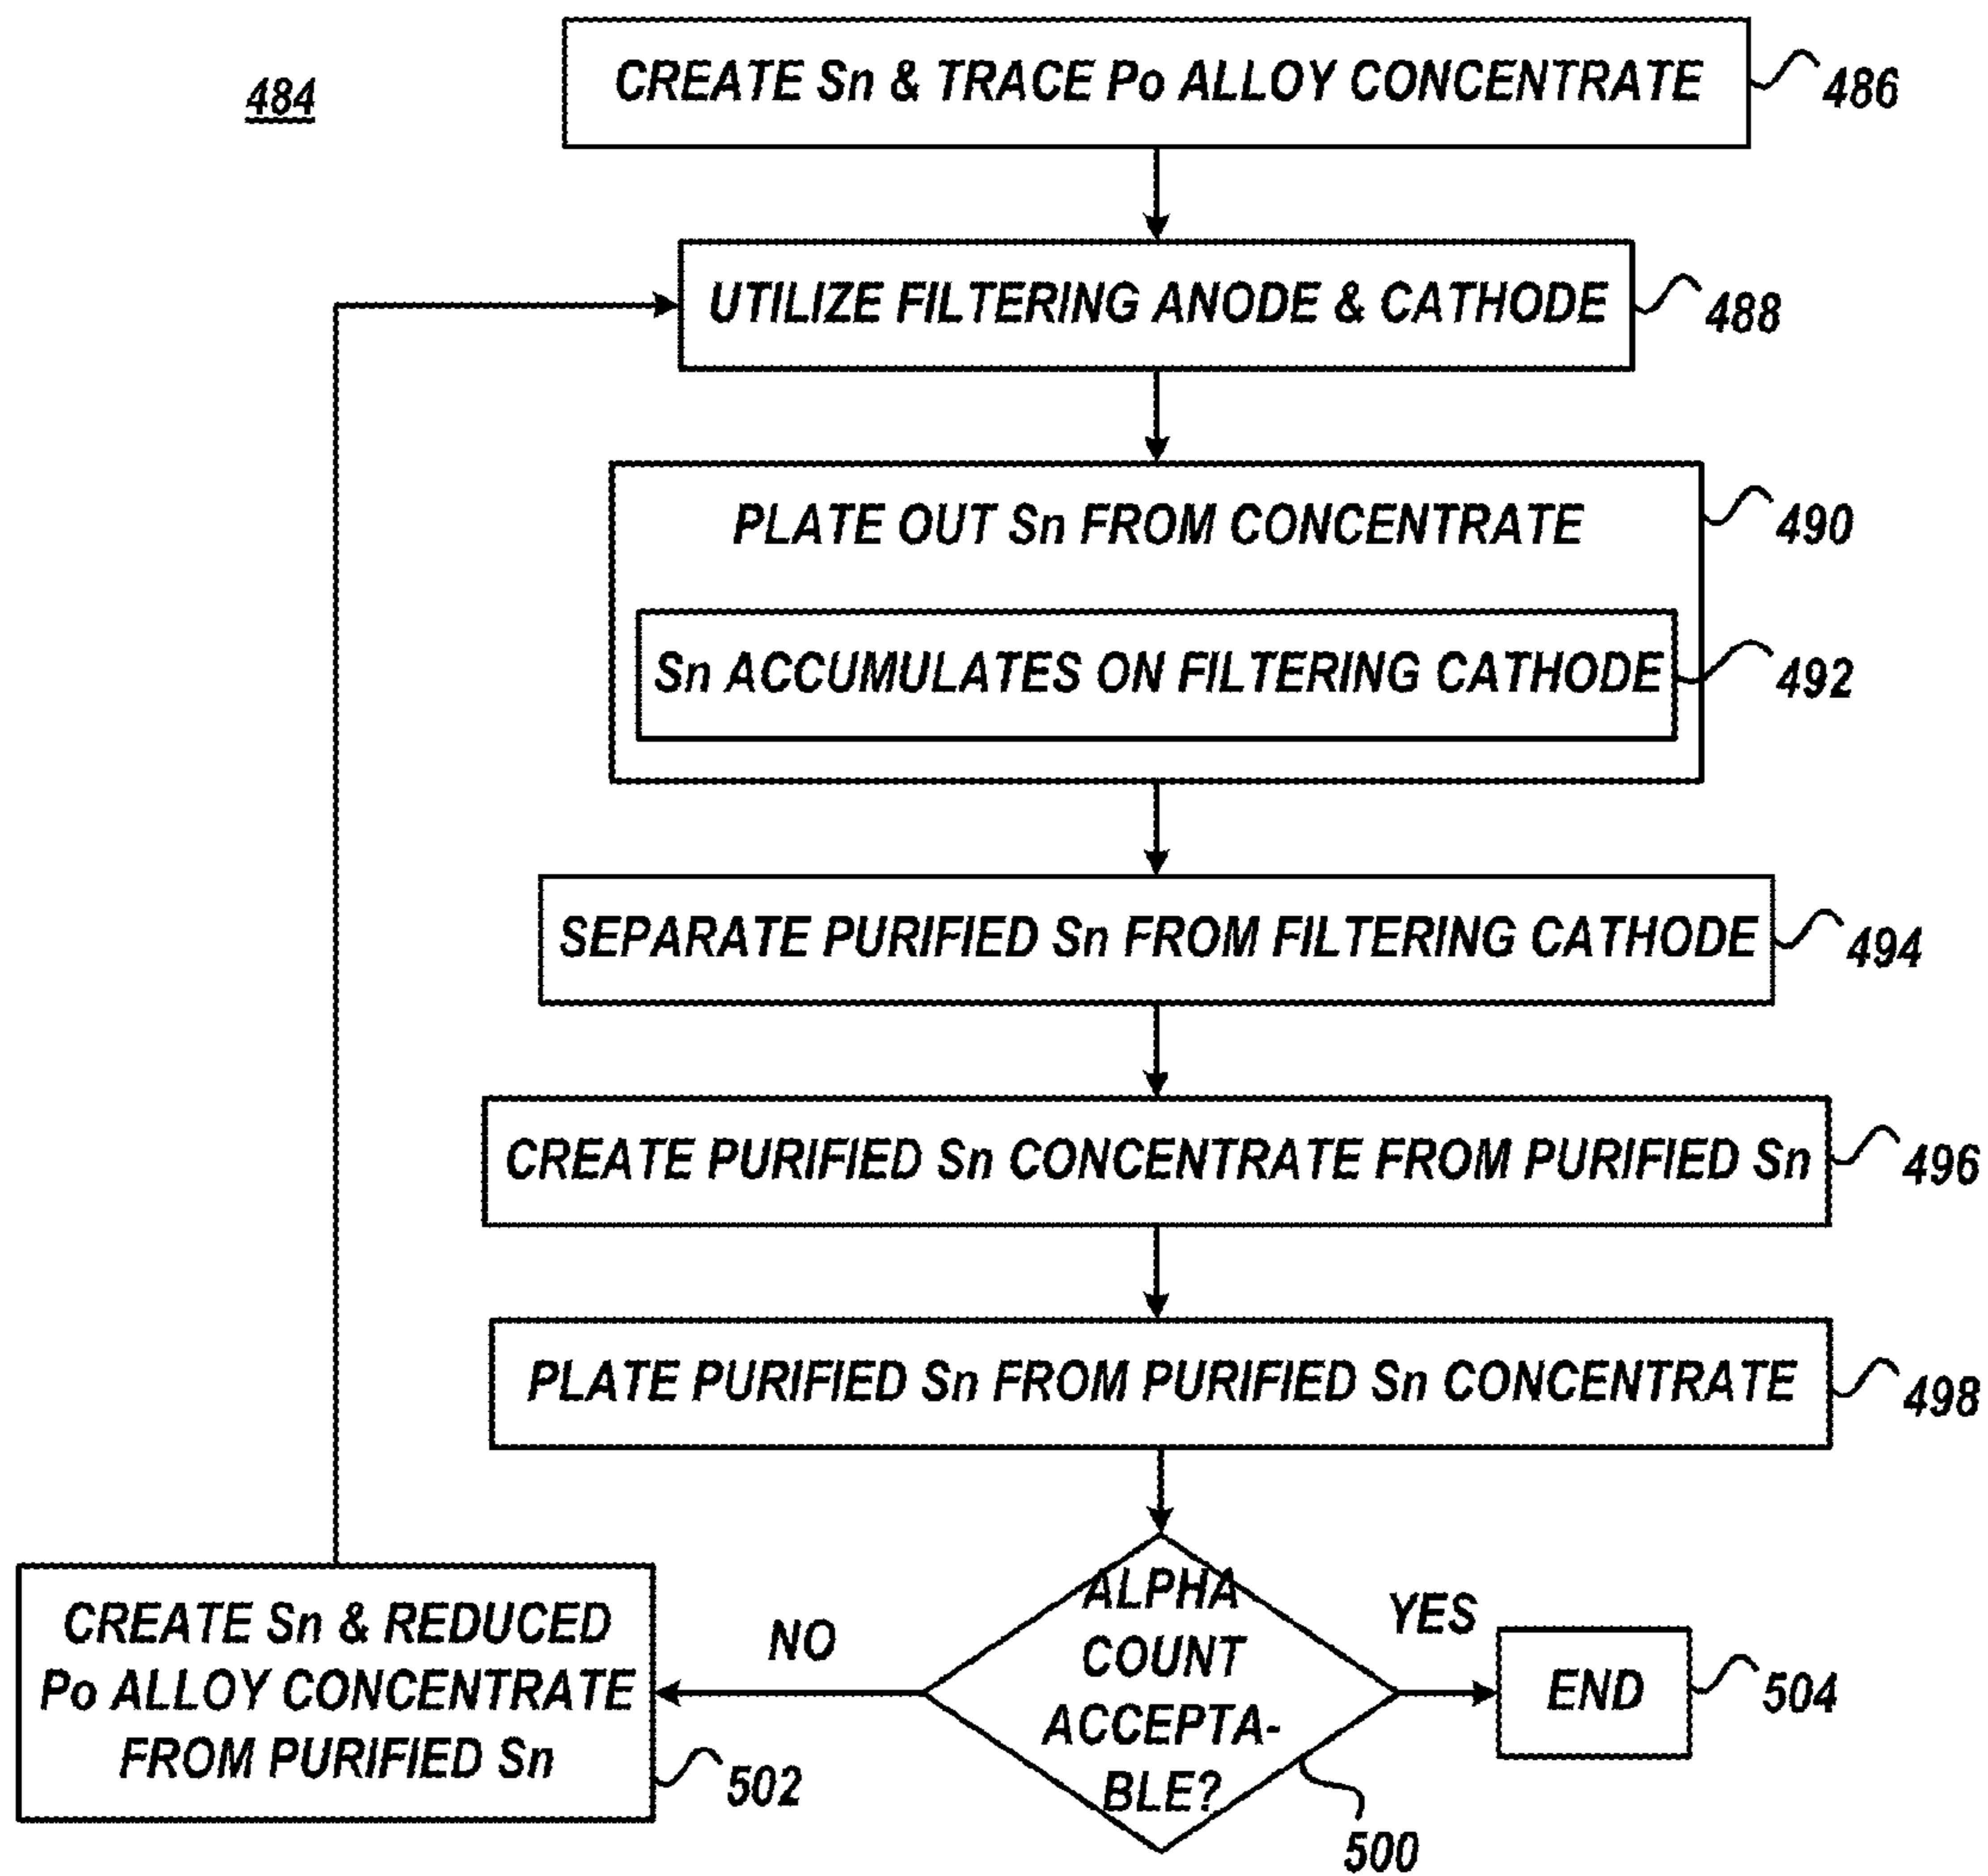 484
CREATE Sn & TRACE Po ALLOY CONCENTRATE
486
UTILIZE FILTERING ANODE & CATHODE
488
PLATE OUT Sn FROM CONCENTRATE
490
Sn ACCUMULATES ON FILTERING CATHODE
492
SEPARATE PURIFIED Sn FROM FILTERING CATHODE
494
CREATE PURIFIED Sn CONCENTRATE FROM PURIFIED Sn
496
PLATE PURIFIED Sn FROM PURIFIED Sn CONCENTRATE
498
ALPHA
COUNT
ACCEPTA-
BLE?
500
NO
CREATE Sn & REDUCED
Po ALLOY CONCENTRATE
FROM PURIFIED Sn
502
YES
END
504